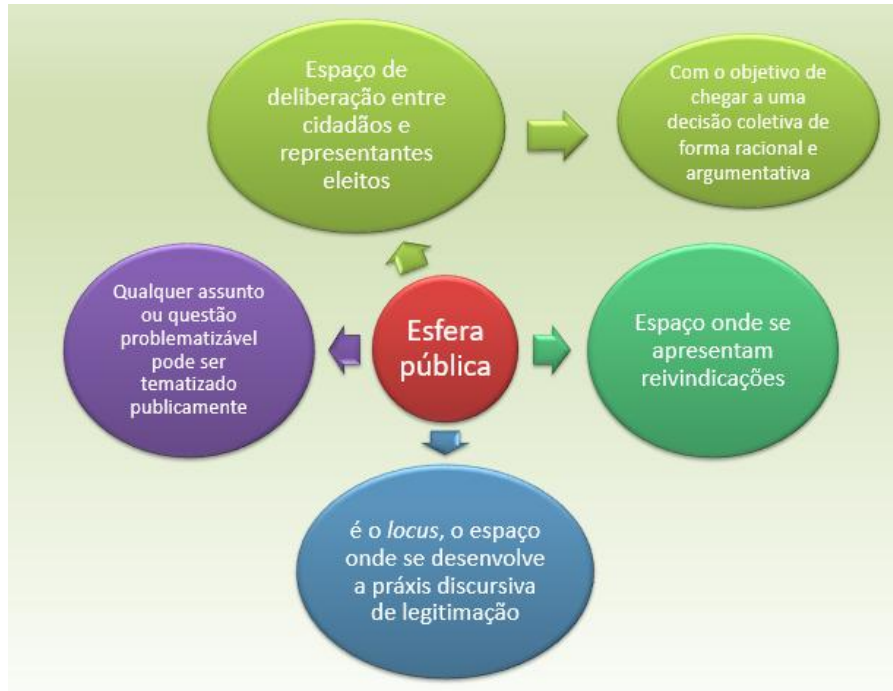 Espaço de
deliberação entre
cidadãos e
representantes
eleitos
Com o objetivo de
chegar a uma
decisão coletiva de
forma racional e
argumentativa
Qualquer assunto
ou questão
problematizável
pode ser
tematizado
publicamente
Esfera
pública
Espaço onde se
apresentam
reivindicações
é o locus, o espaço
onde se desenvolve
a práxis discursiva
de legitimação